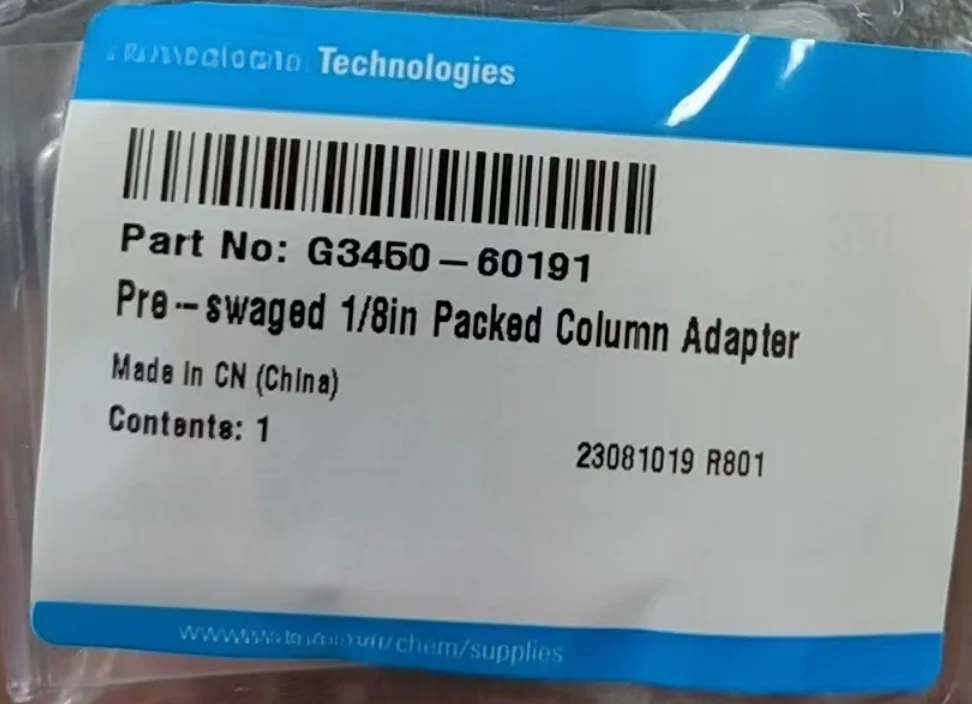 Technologies
Part No: G3450-60191
Pre-swaged 1/8in Packed Column Adapter
Made in CN (China)
Contents: 1
23081019 R801
/chem/supplies